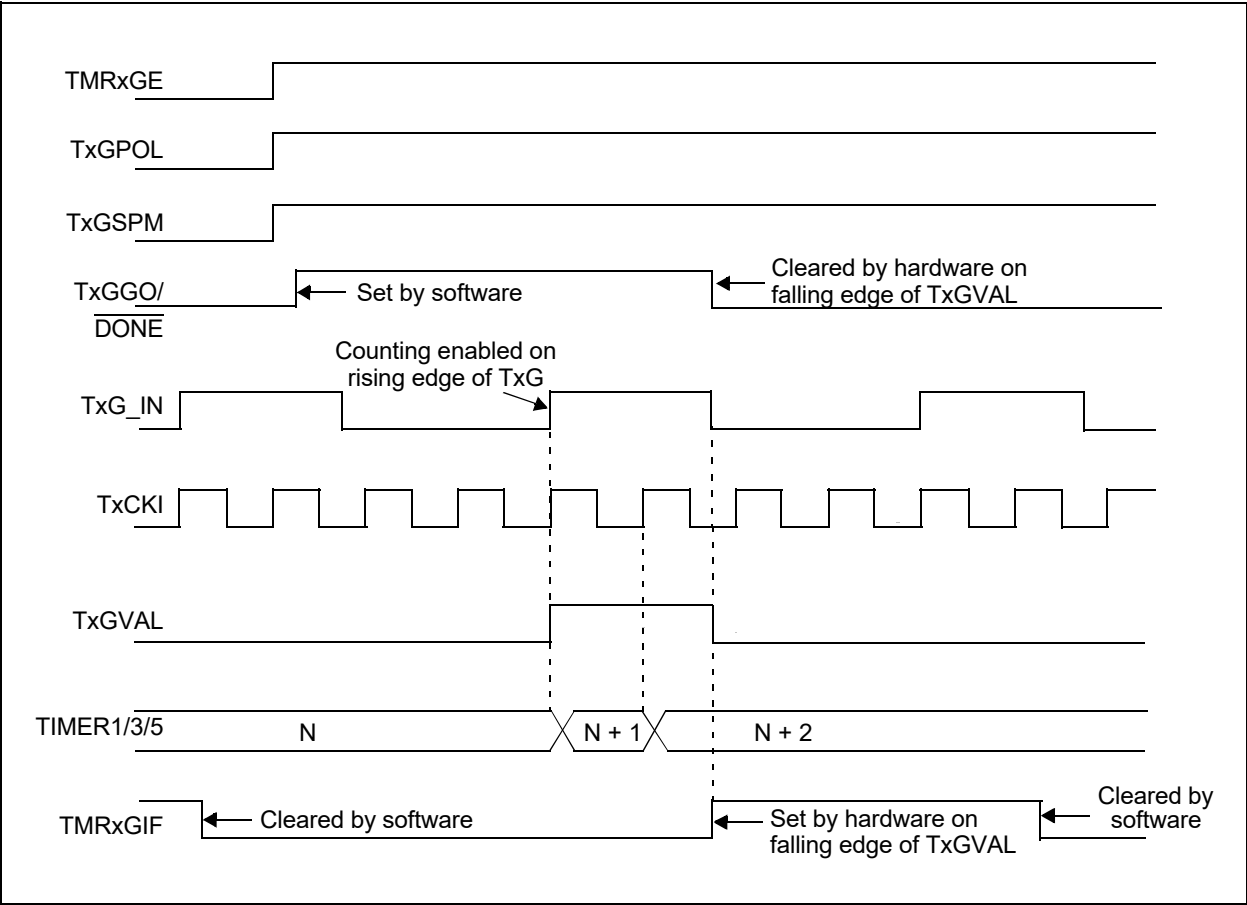 TMRxGE
TxGPOL
TxGSPM
TxGGO/
DONE
Set by software
Cleared by hardware on
falling edge of TxGVAL
Counting enabled on
rising edge of TxG
TxG_IN
TxCKI
TxGVAL
TIMER1/3/5
N
N + 1
N + 2
TMRxGIF
Cleared by software
Set by hardware on
falling edge of TxGVAL
Cleared by
software